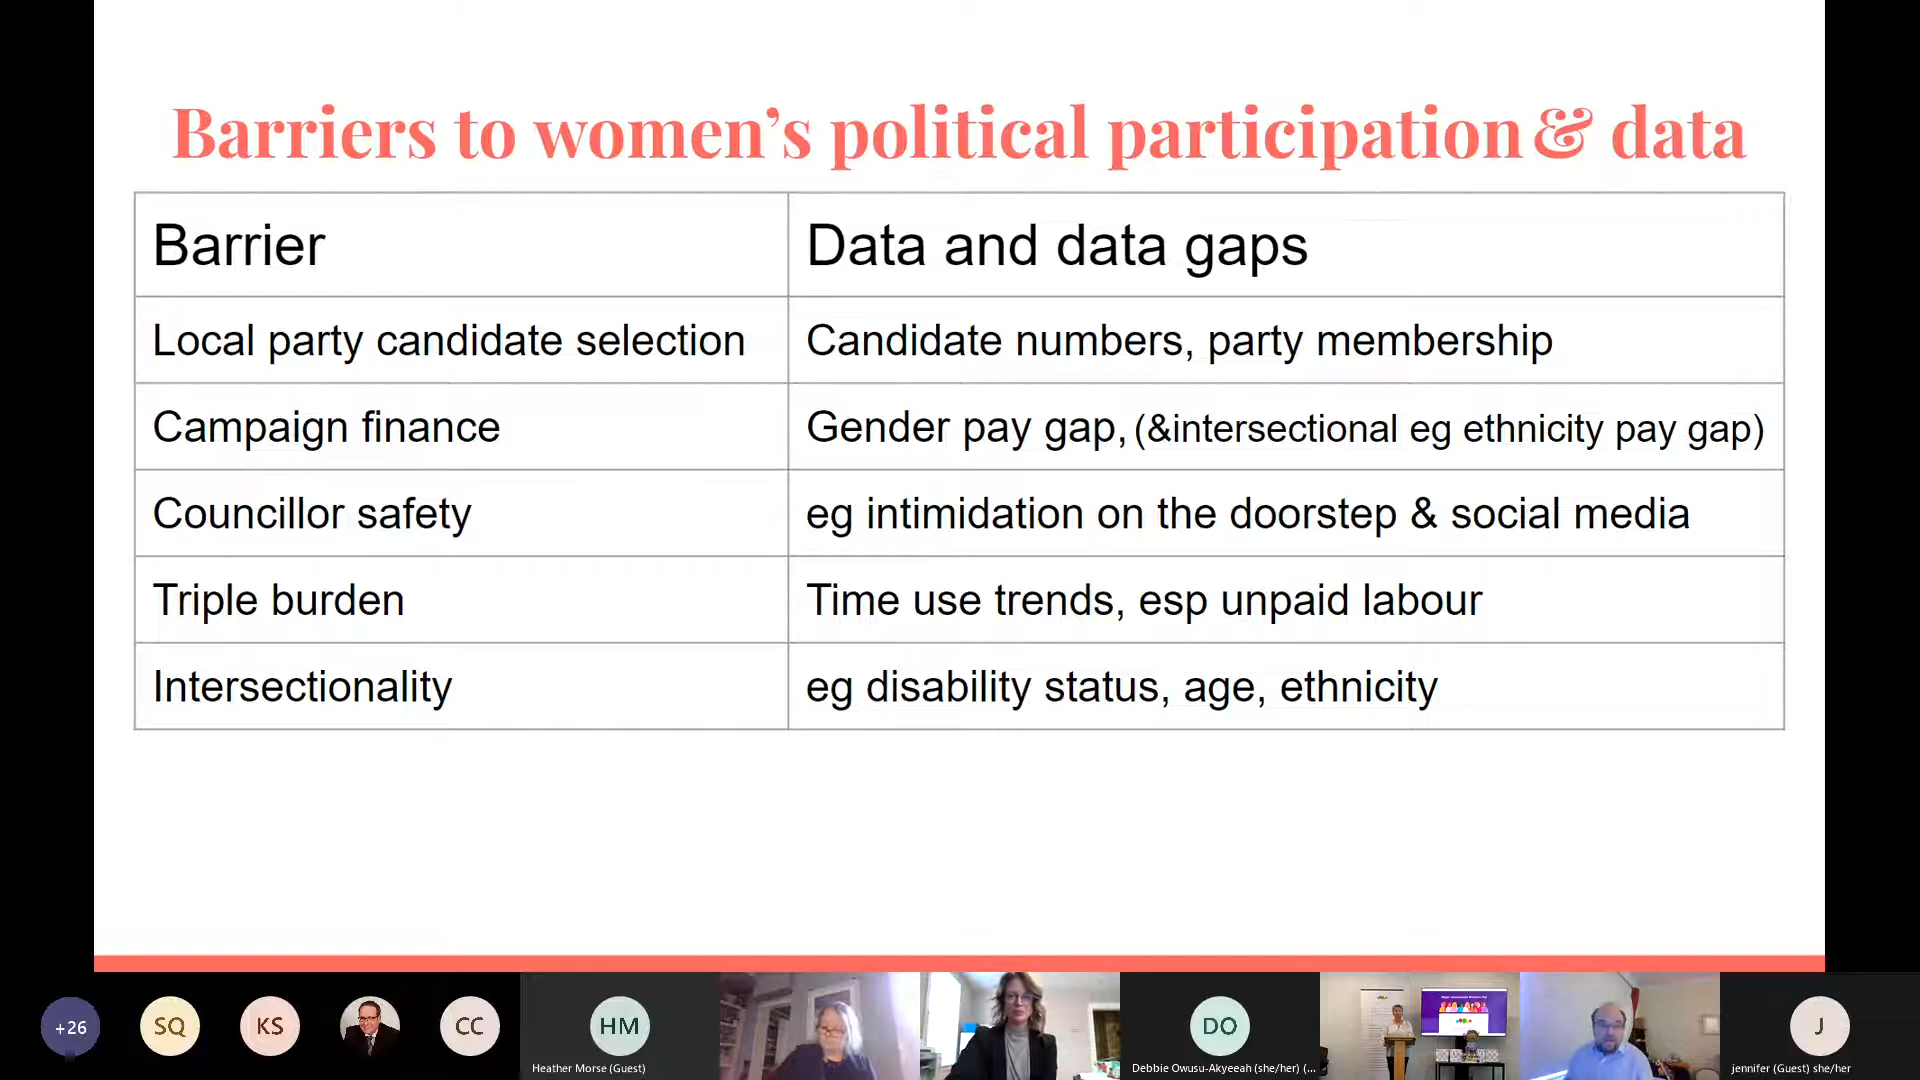 Barriers to women’s political participation & data
Barrier
Data and data gaps
Local party candidate selection
Candidate numbers, party membership
Campaign finance
Gender pay gap, (&intersectional eg ethnicity pay gap)
Councillor safety
eg intimidation on the doorstep & social media
Triple burden
Time use trends, esp unpaid labour
Intersectionality
eg disability status, age, ethnicity
+26
SQ
KS
CC
HM
Heather Morse (Guest)
DO
Debbie Owusu-Akyeeah (she/her) (...
J
jennifer (Guest) she/her